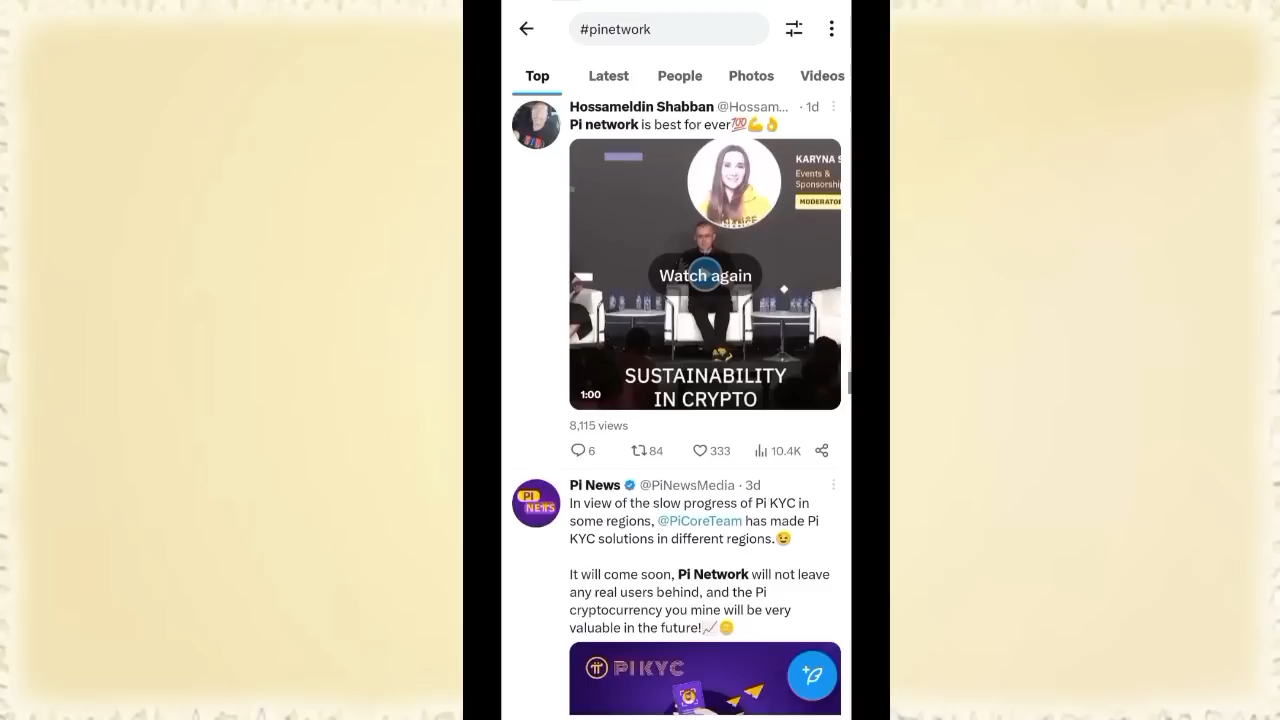 #pinetwork
Top Latest People Photos Videos
Hossameldin Shabban @Hossam... · 1d
Pi network is best for ever💯💪👌
KARYNA S
Events &
Sponsorshi
MODERATOR
Watch again
SUSTAINABILITY
IN CRYPTO
1:00
8,115 views
6 84 333 10.4K
Pi News @PiNewsMedia · 3d
PI
NEWS
In view of the slow progress of Pi KYC in
some regions, @PiCoreTeam has made Pi
KYC solutions in different regions.😉
It will come soon, Pi Network will not leave
any real users behind, and the Pi
cryptocurrency you mine will be very
valuable in the future!📈🪙
PI KYC